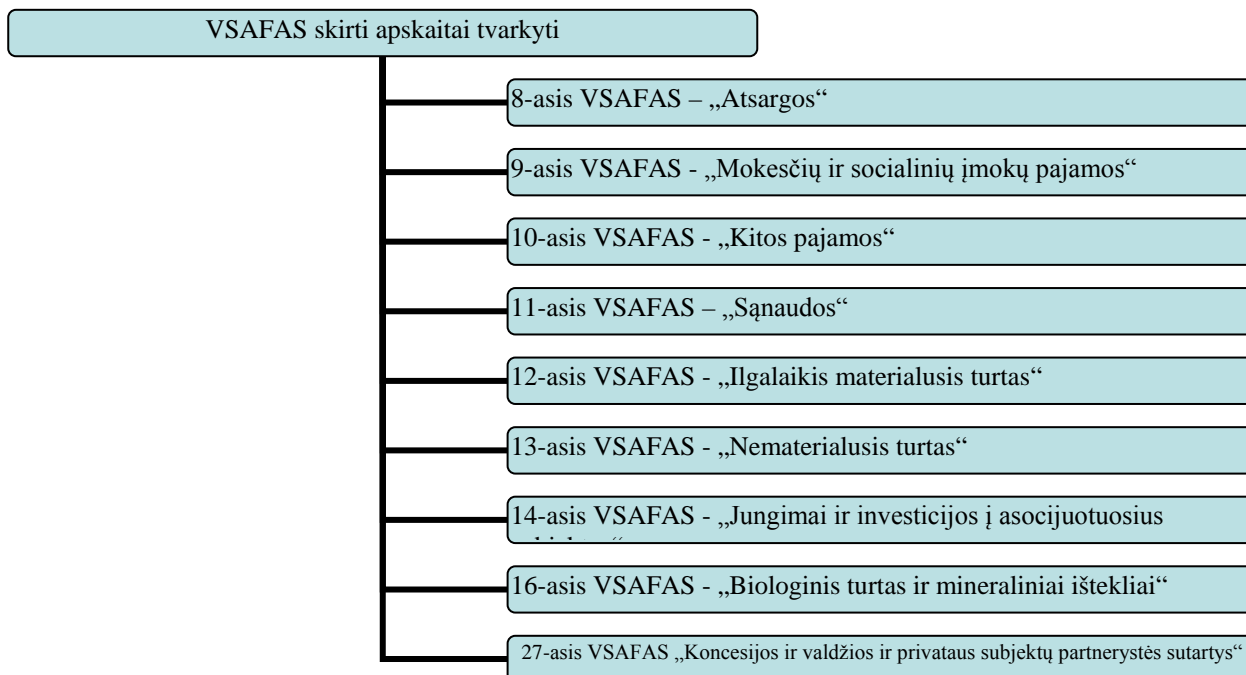 VSAFAS skirti apskaitai tvarkyti
8-asis VSAFAS – „Atsargos“
9-asis VSAFAS - „Mokesčių ir socialinių įmokų pajamos“
10-asis VSAFAS - „Kitos pajamos“
11-asis VSAFAS – „Sąnaudos“
12-asis VSAFAS - „Ilgalaikis materialusis turtas“
13-asis VSAFAS - „Nematerialusis turtas“
14-asis VSAFAS - „Jungimai ir investicijos į asocijuotuosius
16-asis VSAFAS - „Biologinis turtas ir mineraliniai ištekliai“
27-asis VSAFAS „Koncesijos ir valdžios ir privataus subjektų partnerystės sutartys“